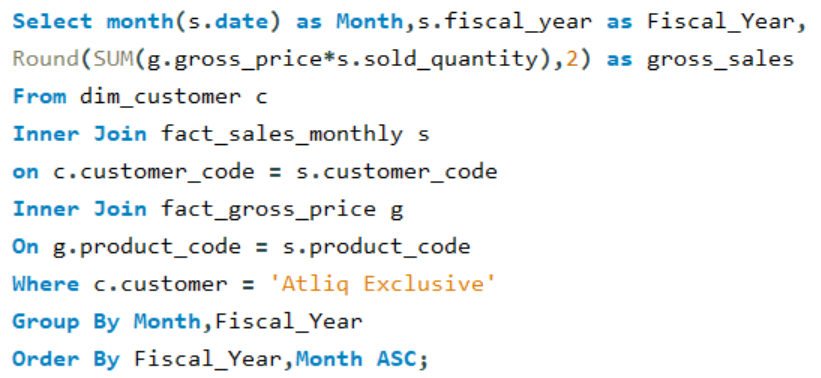 Select month(s.date) as Month,s.fiscal_year as Fiscal_Year,
Round(SUM(g.gross_price*s.sold_quantity),2) as gross_sales
From dim_customer c
Inner Join fact_sales_monthly s
on c.customer_code = s.customer_code
Inner Join fact_gross_price g
On g.product_code = s.product_code
Where c.customer = 'Atliq Exclusive'
Group By Month,Fiscal_Year
Order By Fiscal_Year,Month ASC;